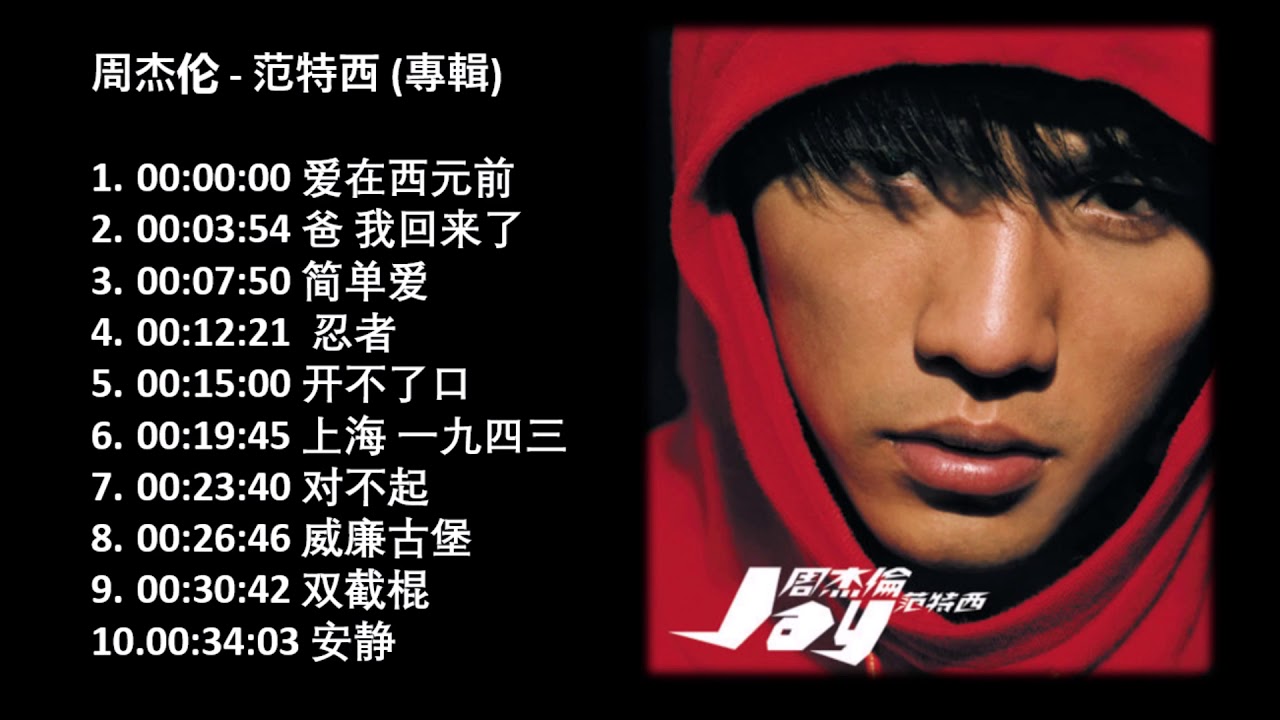 周杰伦 - 范特西 (專輯)
1. 00:00:00 爱在西元前
2. 00:03:54 爸 我回来了
3. 00:07:50 简单爱
4. 00:12:21 忍者
5. 00:15:00 开不了口
6. 00:19:45 上海 一九四三
7. 00:23:40 对不起
8. 00:26:46 威廉古堡
9. 00:30:42 双截棍
10.00:34:03 安静
周杰倫
Jay
范特西